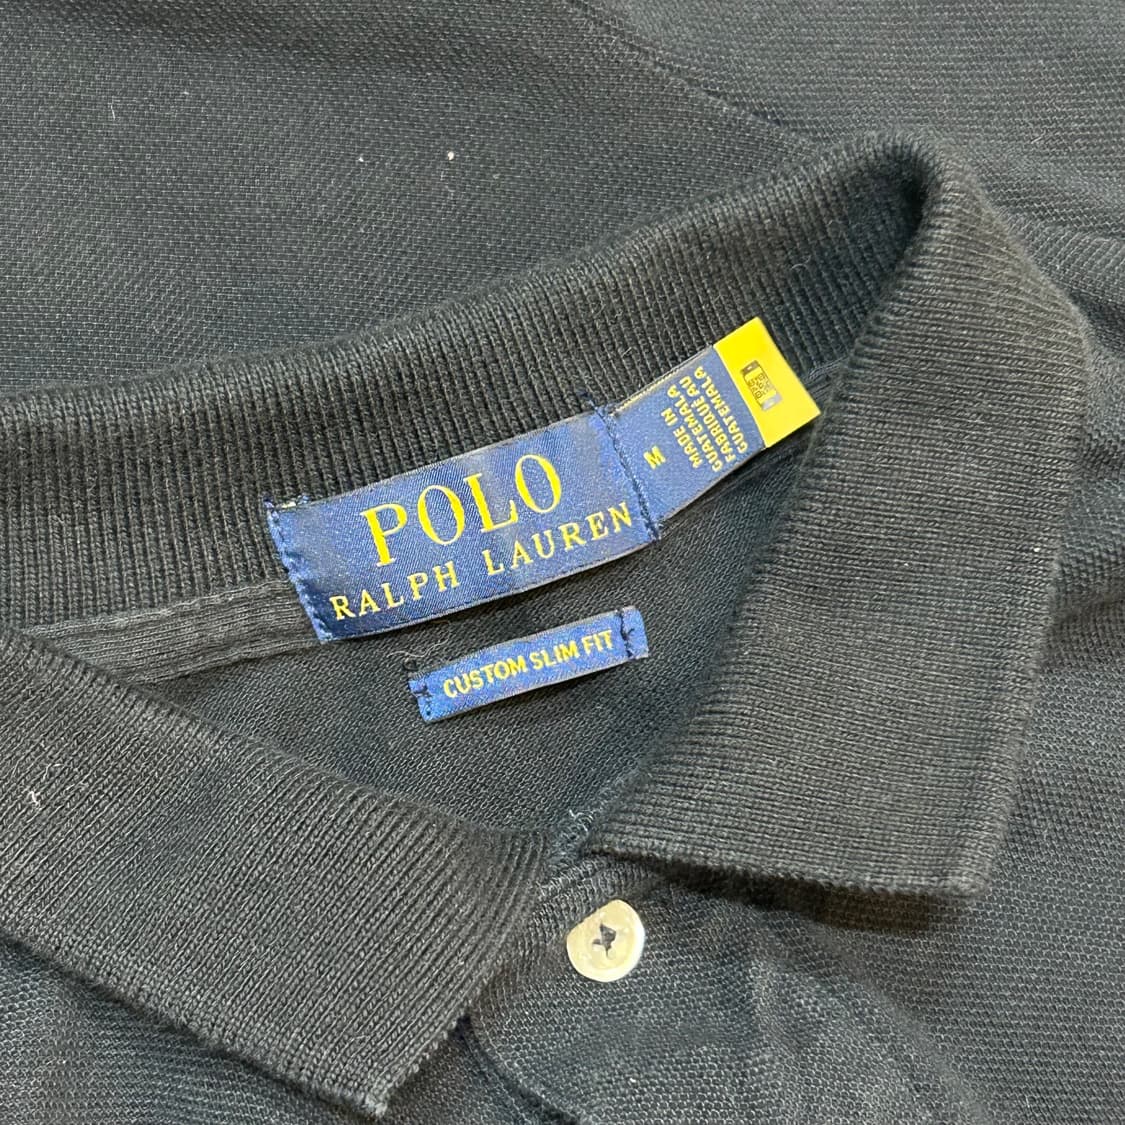 POLO
RALPH LAUREN
M
MADE IN
GUATEMALA
FABRIQUÉ AU
GUATEMALA
CUSTOM SLIM FIT